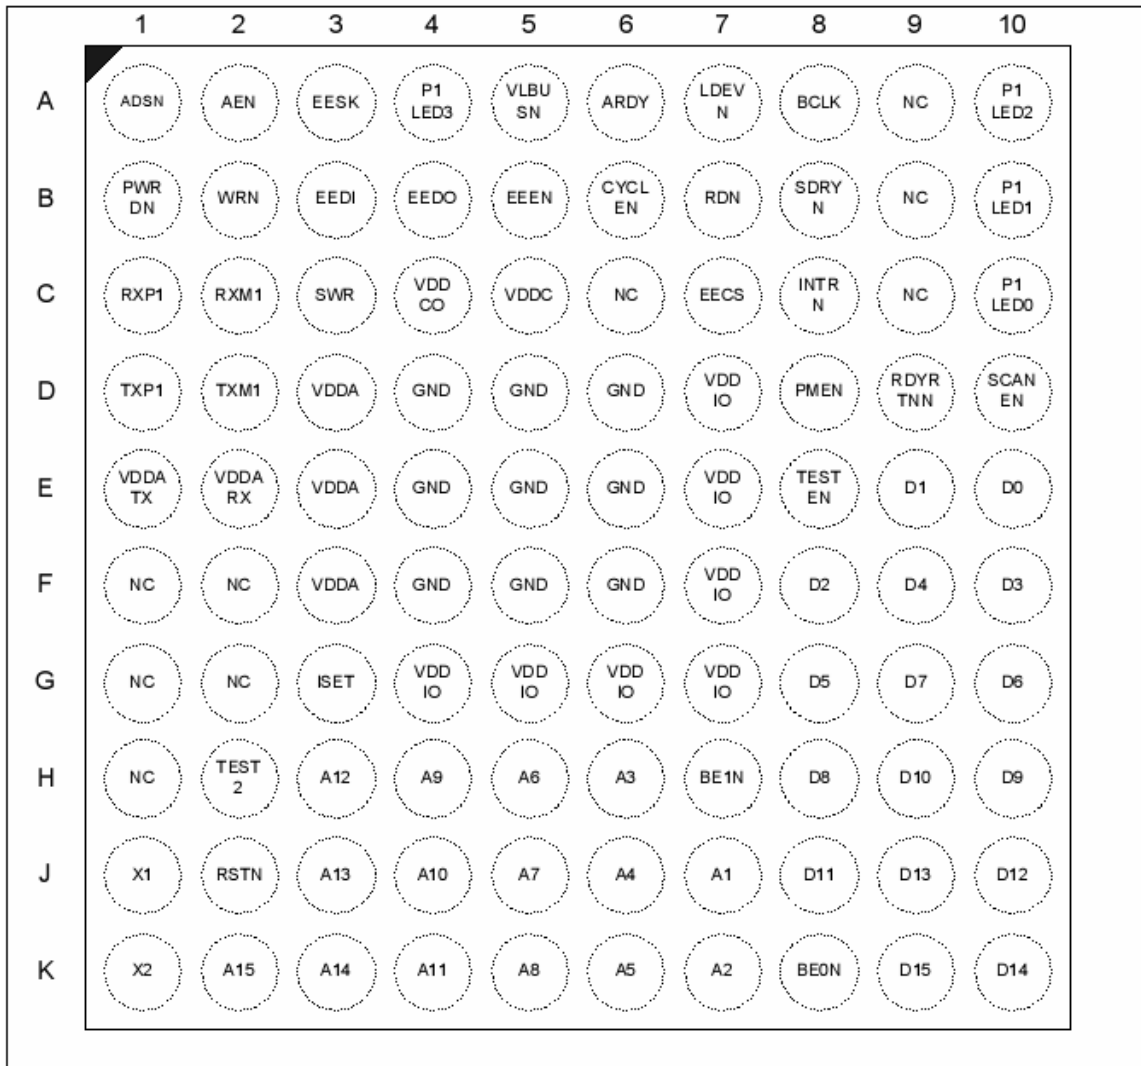 1 2 3 4 5 6 7 8 9 10
A ADSN AEN EESK P1 LED3 VLBU SN ARDY LDEV N BCLK NC P1 LED2
B PWR DN WRN EEDI EEDO EEEN CYCL EN RDN SDRY N NC P1 LED1
C RXP1 RXM1 SWR VDD CO VDDC NC EECS INTR N NC P1 LED0
D TXP1 TXM1 VDDA GND GND GND VDD IO PMEN RDYR TNN SCAN EN
E VDDA TX VDDA RX VDDA GND GND GND VDD IO TEST EN D1 D0
F NC NC VDDA GND GND GND VDD IO D2 D4 D3
G NC NC ISET VDD IO VDD IO VDD IO VDD IO D5 D7 D6
H NC TEST 2 A12 A9 A6 A3 BE1N D8 D10 D9
J X1 RSTN A13 A10 A7 A4 A1 D11 D13 D12
K X2 A15 A14 A11 A8 A5 A2 BE0N D15 D14